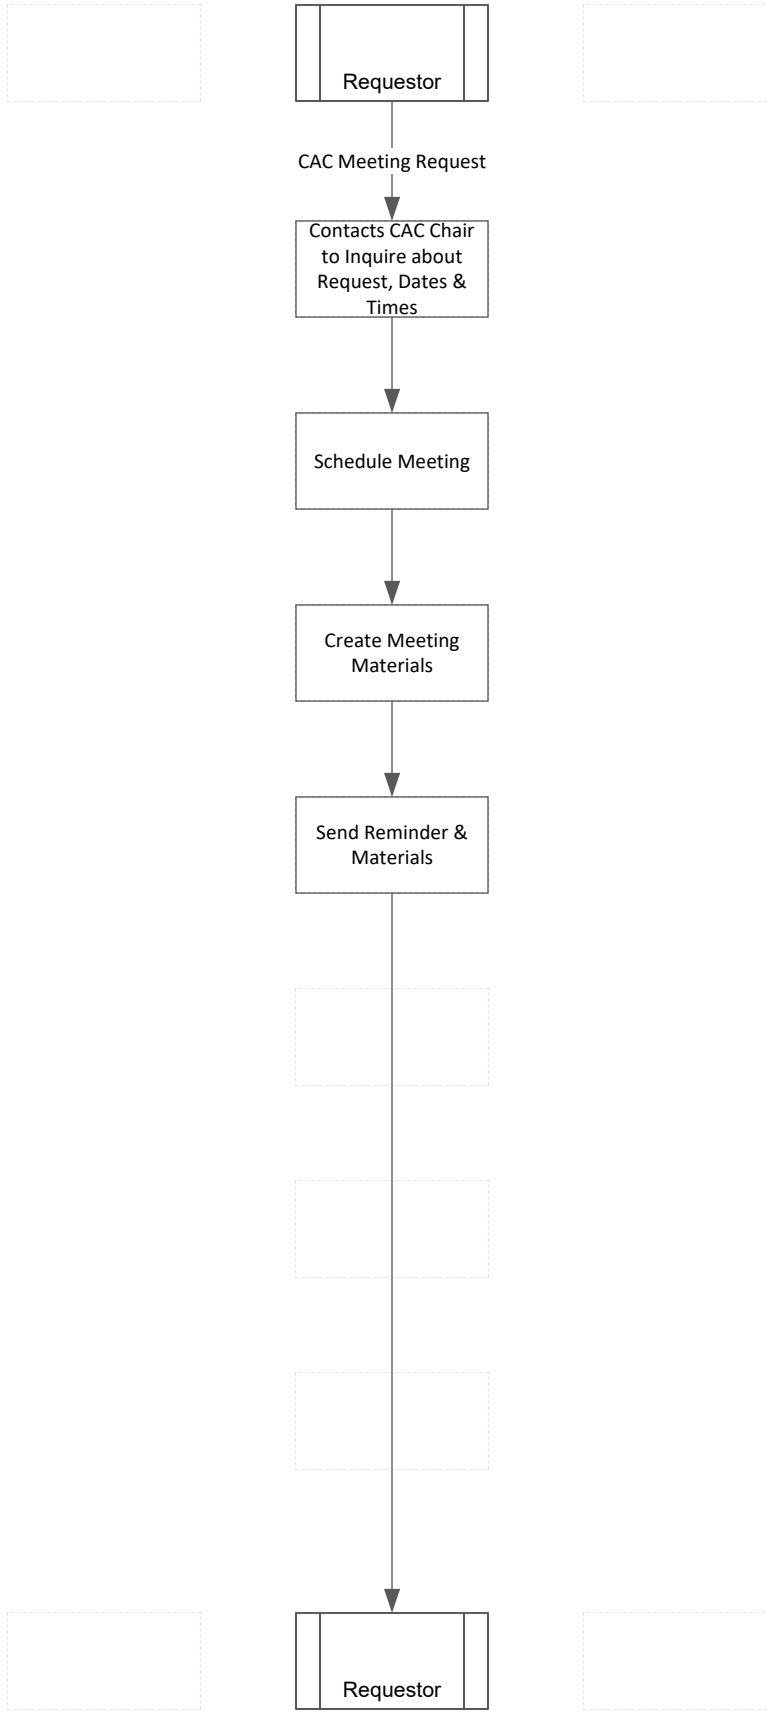 Requestor
CAC Meeting Request
Contacts CAC Chair
to Inquire about
Request, Dates &
Times
Schedule Meeting
Create Meeting
Materials
Send Reminder &
Materials
Requestor